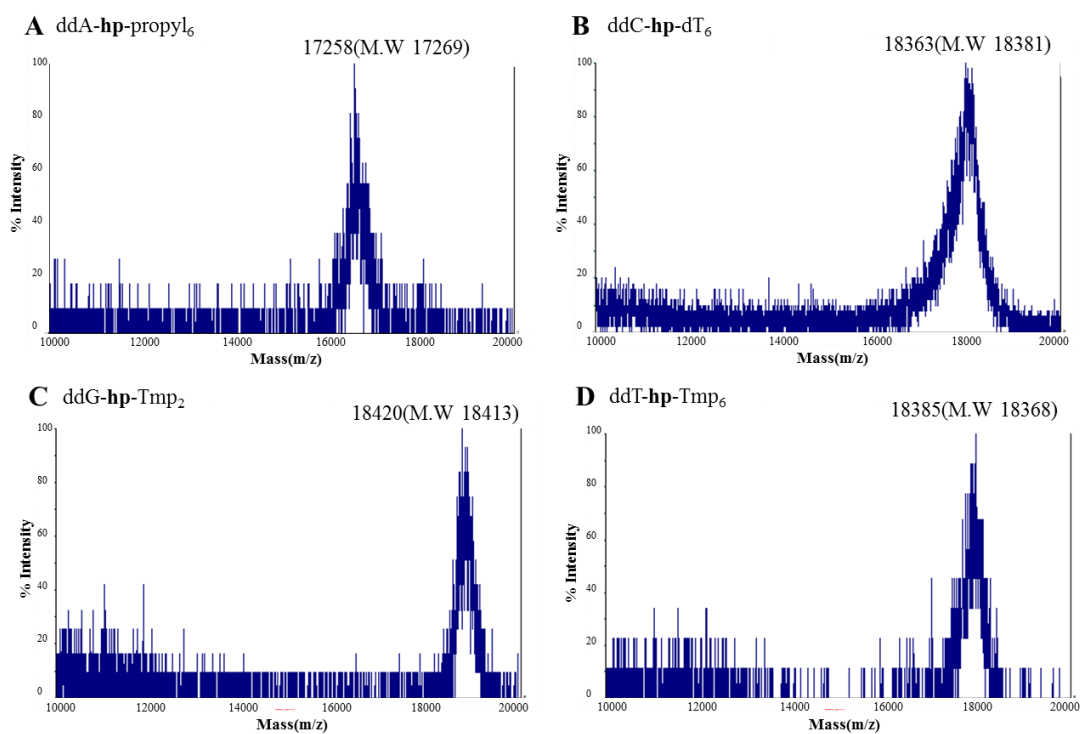 A ddA-hp-propyl₆
17258(M.W 17269)
% Intensity
100
80
60
40
20
0
10000 12000 14000 16000 18000 20000
Mass(m/z)
B ddC-hp-dT₆
18363(M.W 18381)
% Intensity
100
80
60
40
20
0
10000 12000 14000 16000 18000 20000
Mass(m/z)
C ddG-hp-Tmp₂
18420(M.W 18413)
% Intensity
100
80
60
40
20
0
10000 12000 14000 16000 18000 20000
Mass(m/z)
D ddT-hp-Tmp₆
18385(M.W 18368)
% Intensity
100
80
60
40
20
0
10000 12000 14000 16000 18000 20000
Mass(m/z)